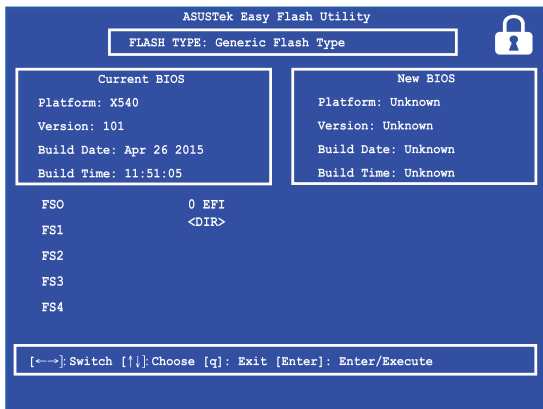 ASUSTek Easy Flash Utility
FLASH TYPE: Generic Flash Type
Current BIOS
Platform: X540
Version: 101
Build Date: Apr 26 2015
Build Time: 11:51:05
New BIOS
Platform: Unknown
Version: Unknown
Build Date: Unknown
Build Time: Unknown
FSO 0 EFI
<DIR>
FS1
FS2
FS3
FS4
[←→]: Switch [↑↓]: Choose [q]: Exit [Enter]: Enter/Execute